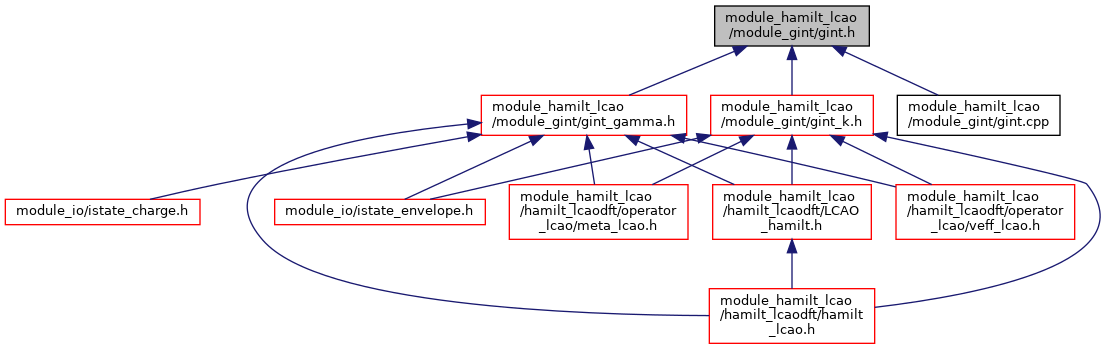 module_hamilt_lcao
/module_gint/gint.h
module_hamilt_lcao
/module_gint/gint_gamma.h
module_hamilt_lcao
/module_gint/gint_k.h
module_hamilt_lcao
/module_gint/gint.cpp
module_io/istate_charge.h
module_io/istate_envelope.h
module_hamilt_lcao
/hamilt_lcaodft/operator
_lcao/meta_lcao.h
module_hamilt_lcao
/hamilt_lcaodft/LCAO
_hamilt.h
module_hamilt_lcao
/hamilt_lcaodft/operator
_lcao/veff_lcao.h
module_hamilt_lcao
/hamilt_lcaodft/hamilt
_lcao.h